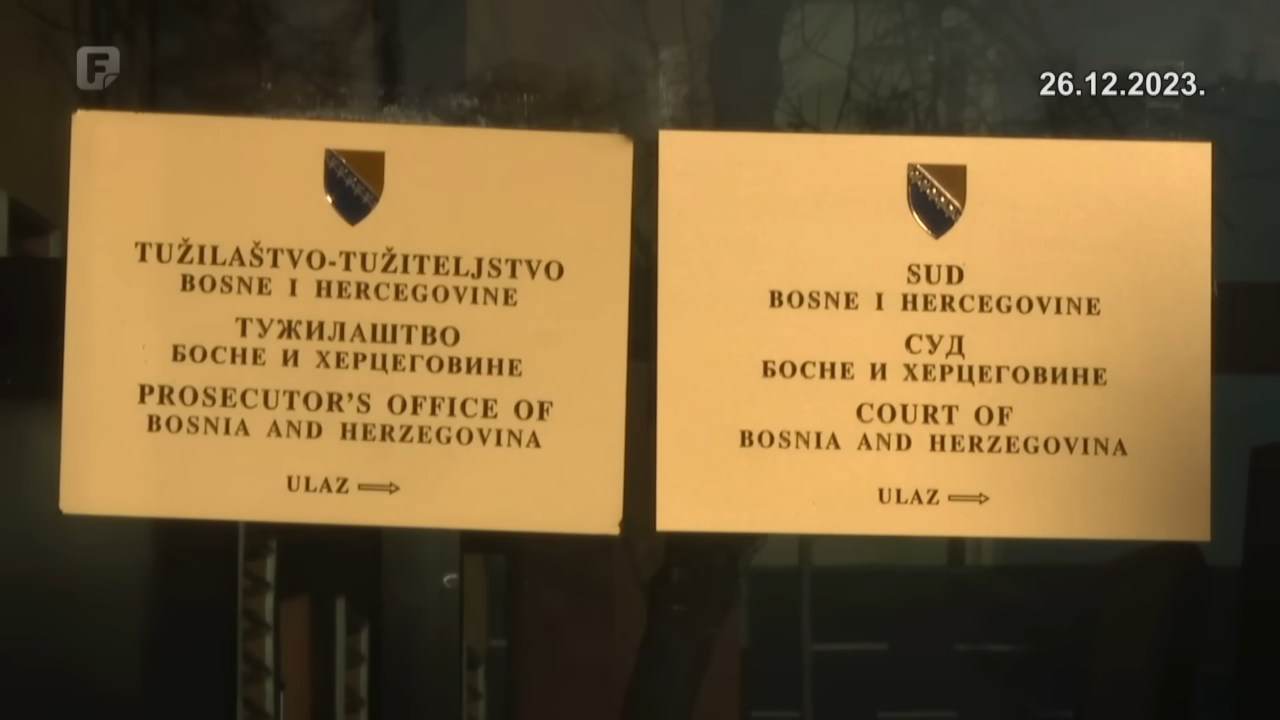 F
26.12.2023.
TUŽILAŠTVO-TUŽITELJSTVO
BOSNE I HERCEGOVINE
ТУЖИЛАШТВО
БОСНЕ И ХЕРЦЕГОВИНЕ
PROSECUTOR'S OFFICE OF
BOSNIA AND HERZEGOVINA
ULAZ
SUD
BOSNE I HERCEGOVINE
СУД
БОСНЕ И ХЕРЦЕГОВИНЕ
COURT OF
BOSNIA AND HERZEGOVINA
ULAZ